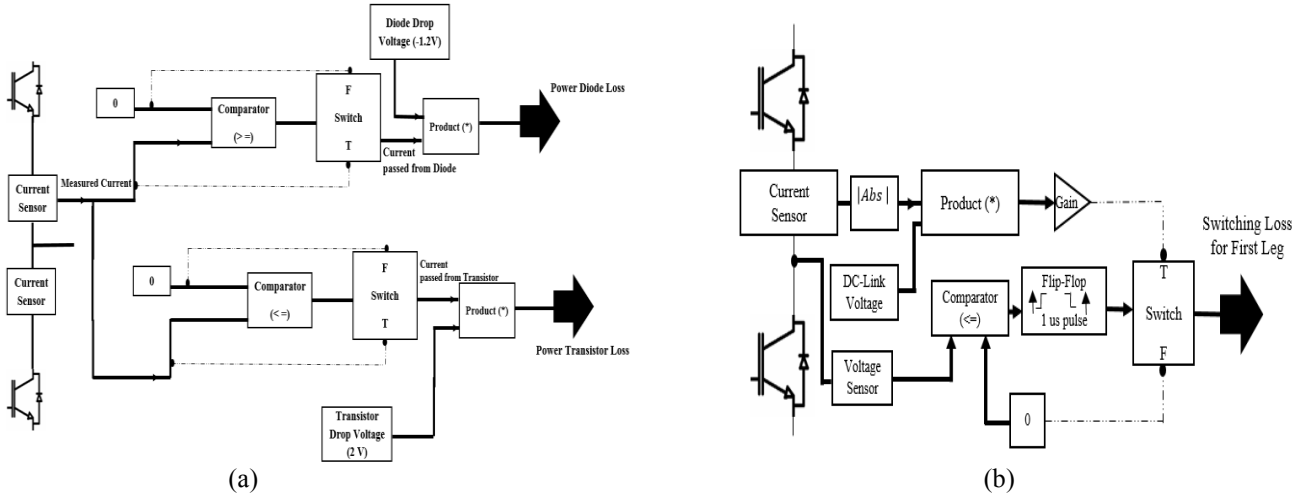 Diode Drop
Voltage (-1.2V)
0
Comparator
(> =)
F
Switch
T
Product (*)
Power Diode Loss
Current
passed from Diode
Measured Current
Current
Sensor
Current
Sensor
0
Comparator
(< =)
F
Switch
T
Current
passed from Transistor
Product (*)
Power Transistor Loss
Transistor
Drop Voltage
(2 V)
(a)
Current
Sensor
|Abs |
Product (*)
Gain
DC-Link
Voltage
Comparator
(<=)
Flip-Flop
1 us pulse
T
Switch
F
Switching Loss
for First Leg
Voltage
Sensor
0
(b)